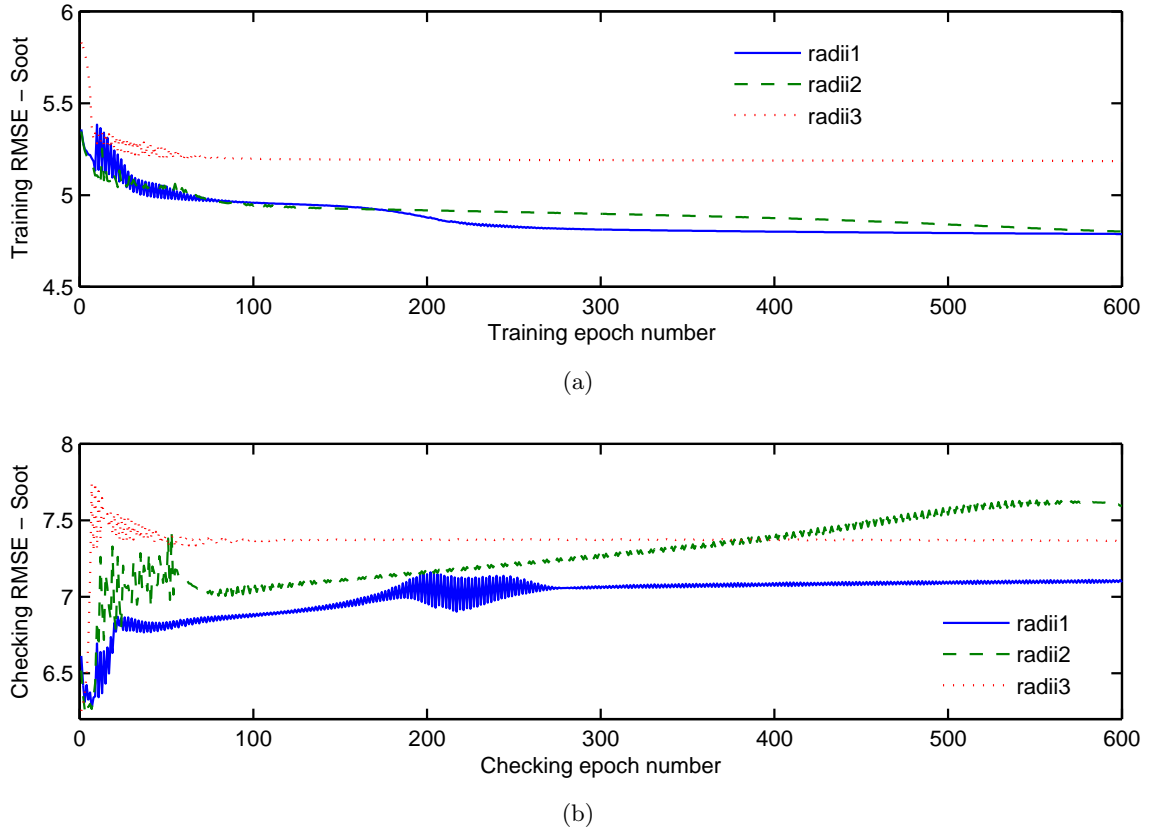 6
5.5
5
4.5
Training RMSE – Soot
radii1
radii2
radii3
0 100 200 300 400 500 600
Training epoch number
(a)
8
7.5
7
6.5
Checking RMSE – Soot
radii1
radii2
radii3
0 100 200 300 400 500 600
Checking epoch number
(b)